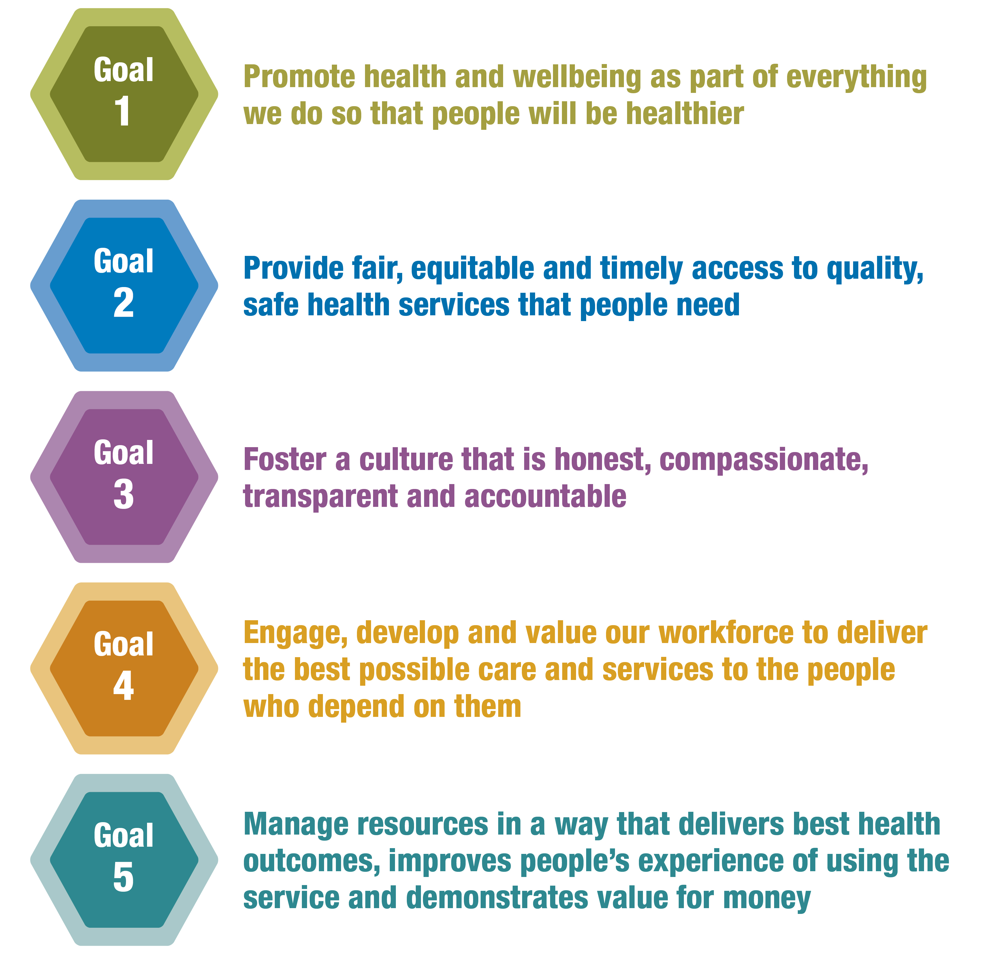 Goal
1
Promote health and wellbeing as part of everything
we do so that people will be healthier
Goal
2
Provide fair, equitable and timely access to quality,
safe health services that people need
Goal
3
Foster a culture that is honest, compassionate,
transparent and accountable
Goal
4
Engage, develop and value our workforce to deliver
the best possible care and services to the people
who depend on them
Goal
5
Manage resources in a way that delivers best health
outcomes, improves people’s experience of using the
service and demonstrates value for money